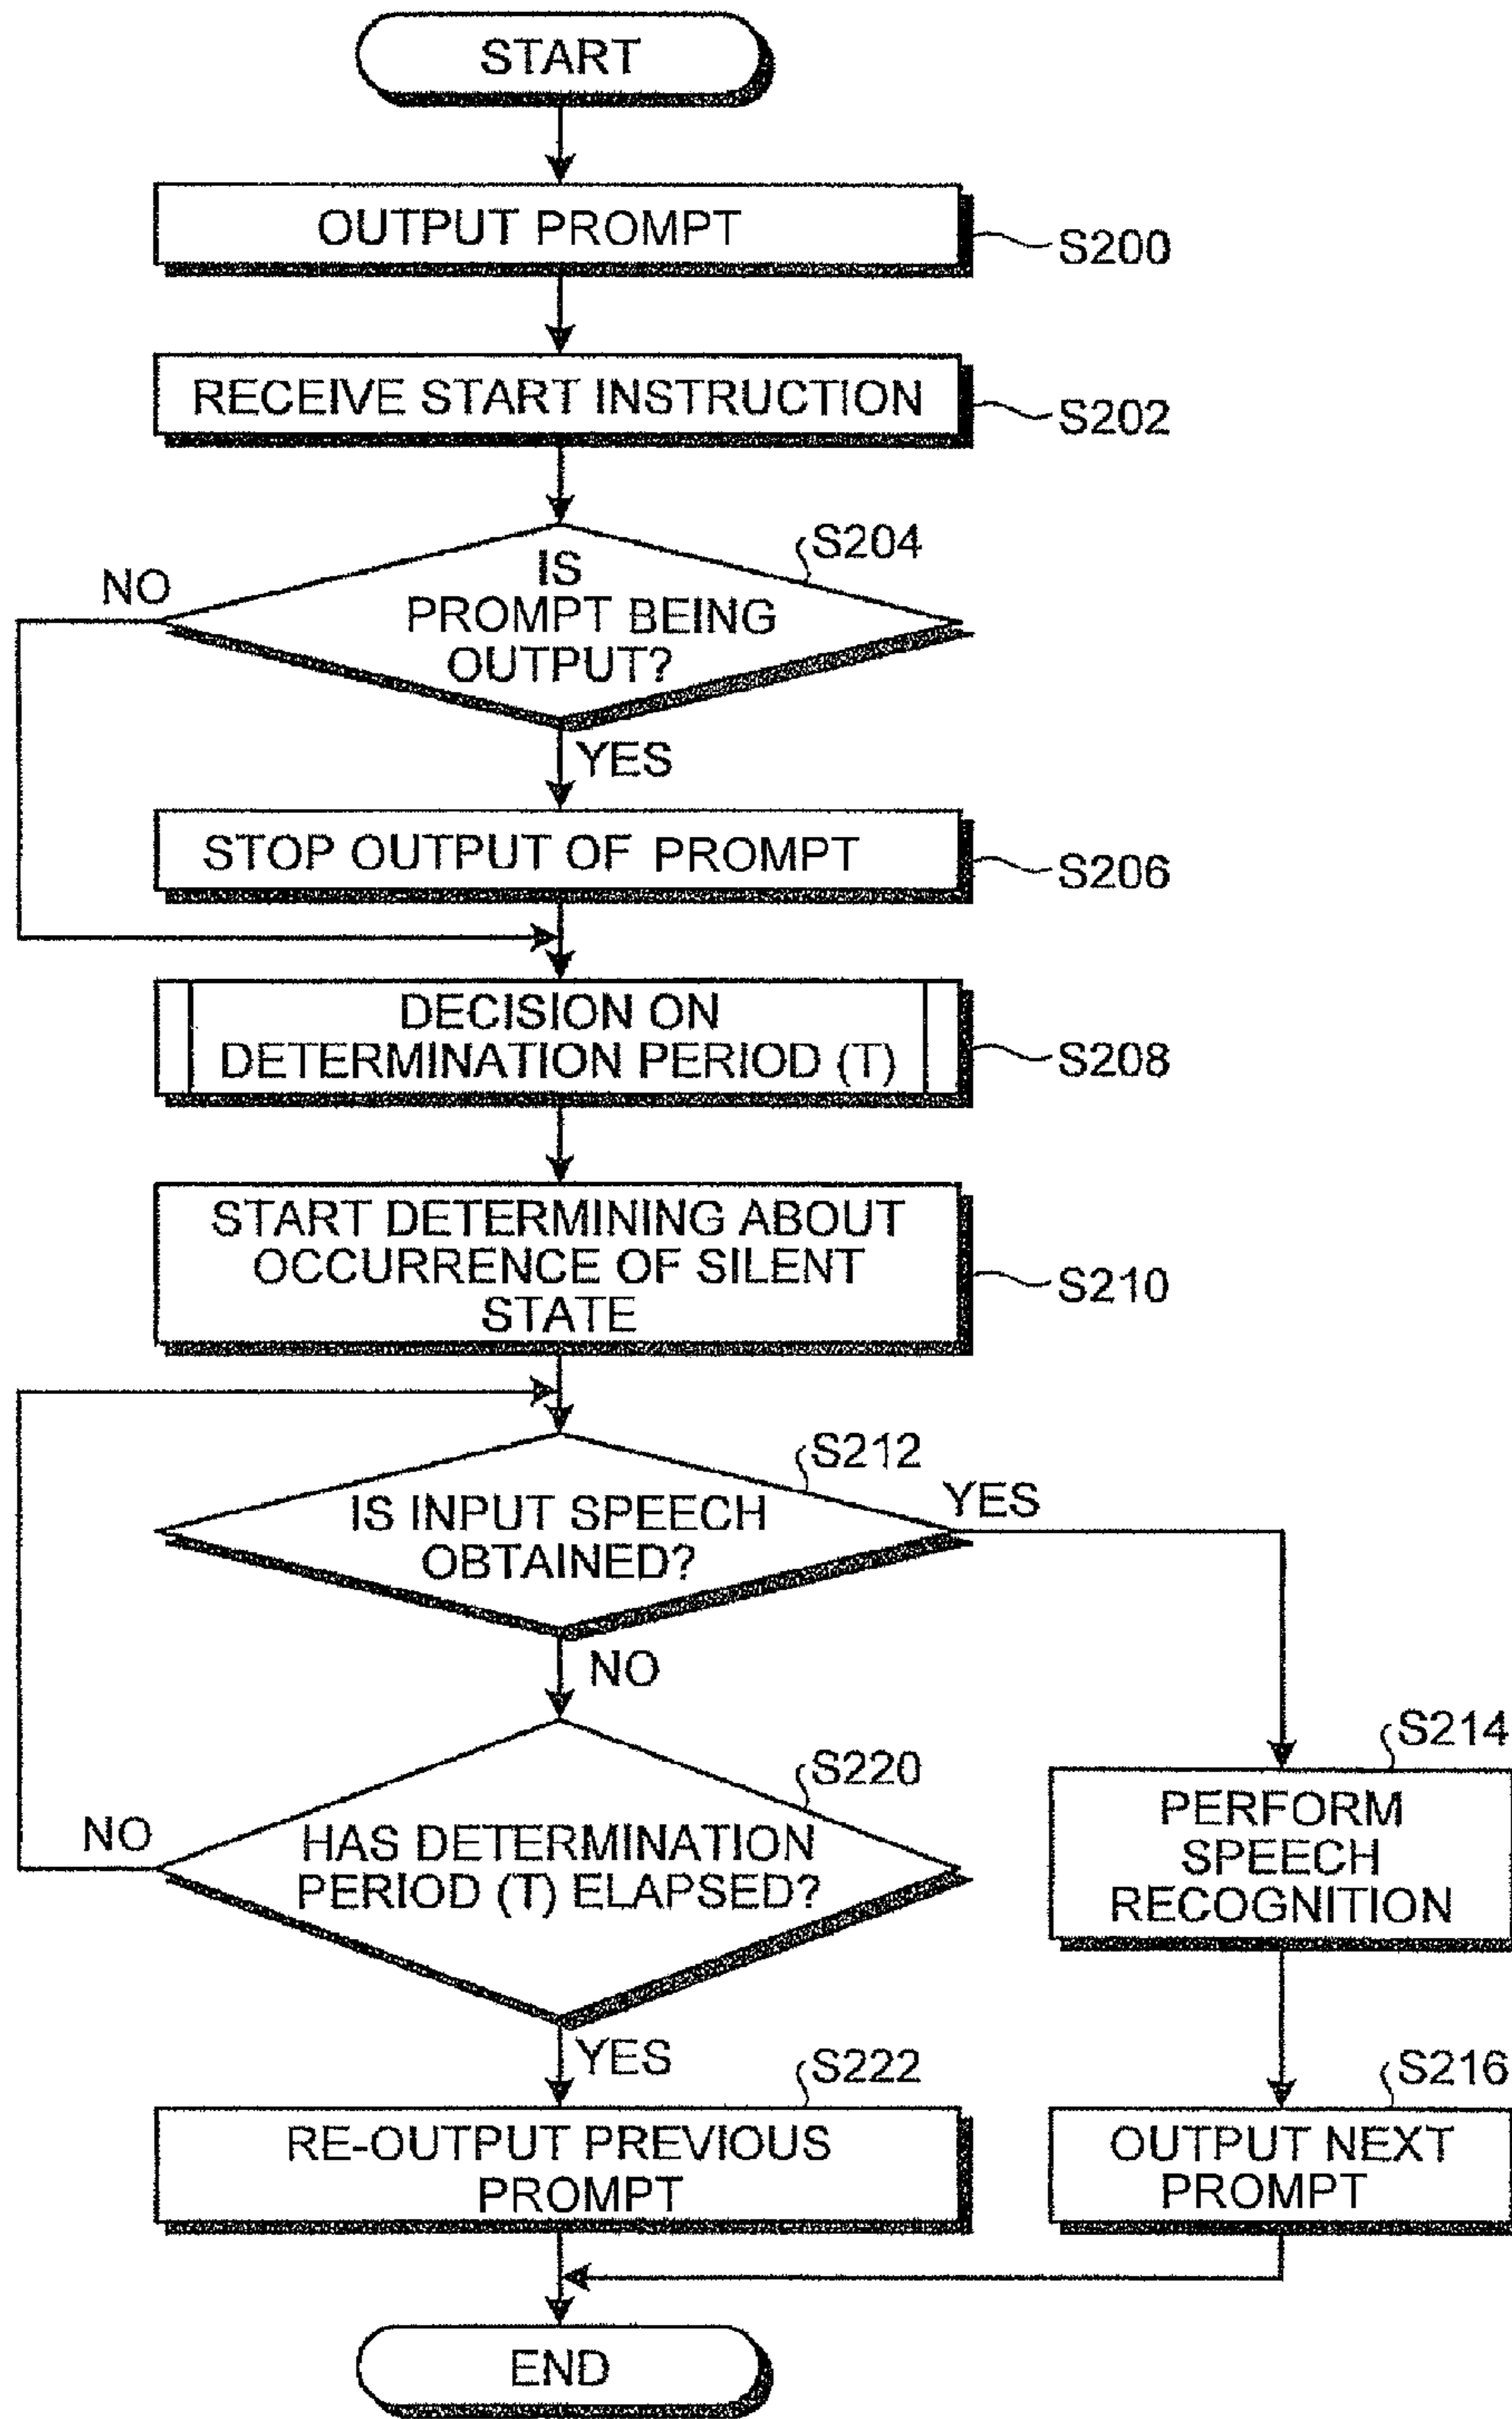 START
OUTPUT PROMPT
S200
RECEIVE START INSTRUCTION
S202
S204
NO
IS
PROMPT BEING
OUTPUT?
YES
STOP OUTPUT OF PROMPT
S206
DECISION ON
DETERMINATION PERIOD (T)
S208
START DETERMINING ABOUT
OCCURRENCE OF SILENT
STATE
S210
S212
YES
IS INPUT SPEECH
OBTAINED?
NO
S220
NO
HAS DETERMINATION
PERIOD (T) ELAPSED?
S214
PERFORM
SPEECH
RECOGNITION
YES
S222
RE-OUTPUT PREVIOUS
PROMPT
S216
OUTPUT NEXT
PROMPT
END